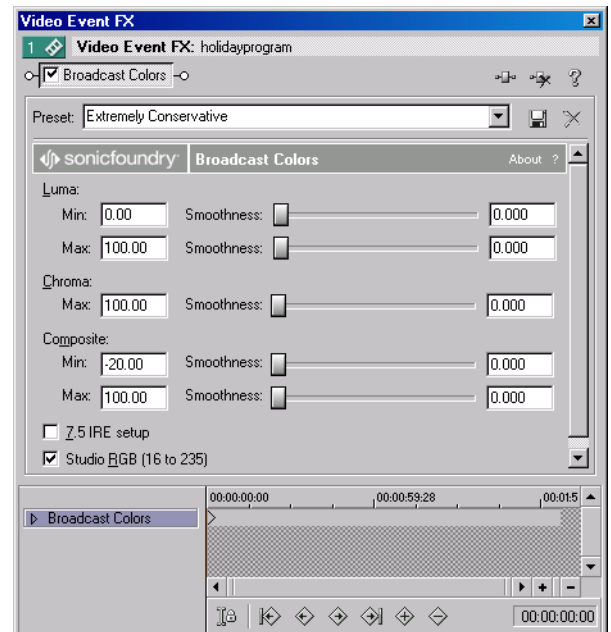 Video Event FX
1 Video Event FX: holidayprogram
Broadcast Colors
?
Preset: Extremely Conservative
sonicfoundry Broadcast Colors About ?
Luma:
Min: 0.00 Smoothness: 0.000
Max: 100.00 Smoothness: 0.000
Chroma:
Max: 100.00 Smoothness: 0.000
Composite:
Min: -20.00 Smoothness: 0.000
Max: 100.00 Smoothness: 0.000
7.5 IRE setup
Studio RGB (16 to 235)
00:00:00:00 00:00:59:28 00:01:5
Broadcast Colors
00:00:00:00